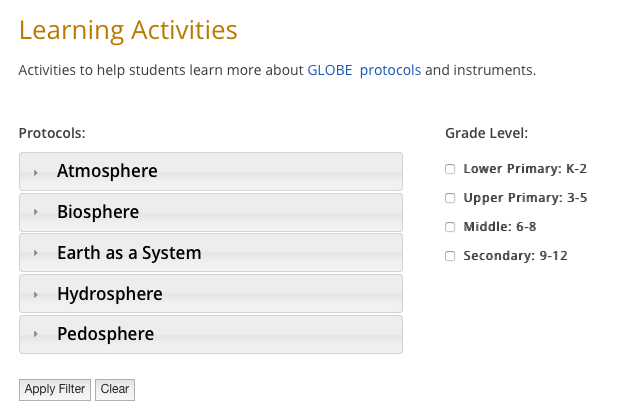 Learning Activities
Activities to help students learn more about GLOBE protocols and instruments.
Protocols:
Atmosphere
Biosphere
Earth as a System
Hydrosphere
Pedosphere
Apply Filter
Clear
Grade Level:
Lower Primary: K-2
Upper Primary: 3-5
Middle: 6-8
Secondary: 9-12